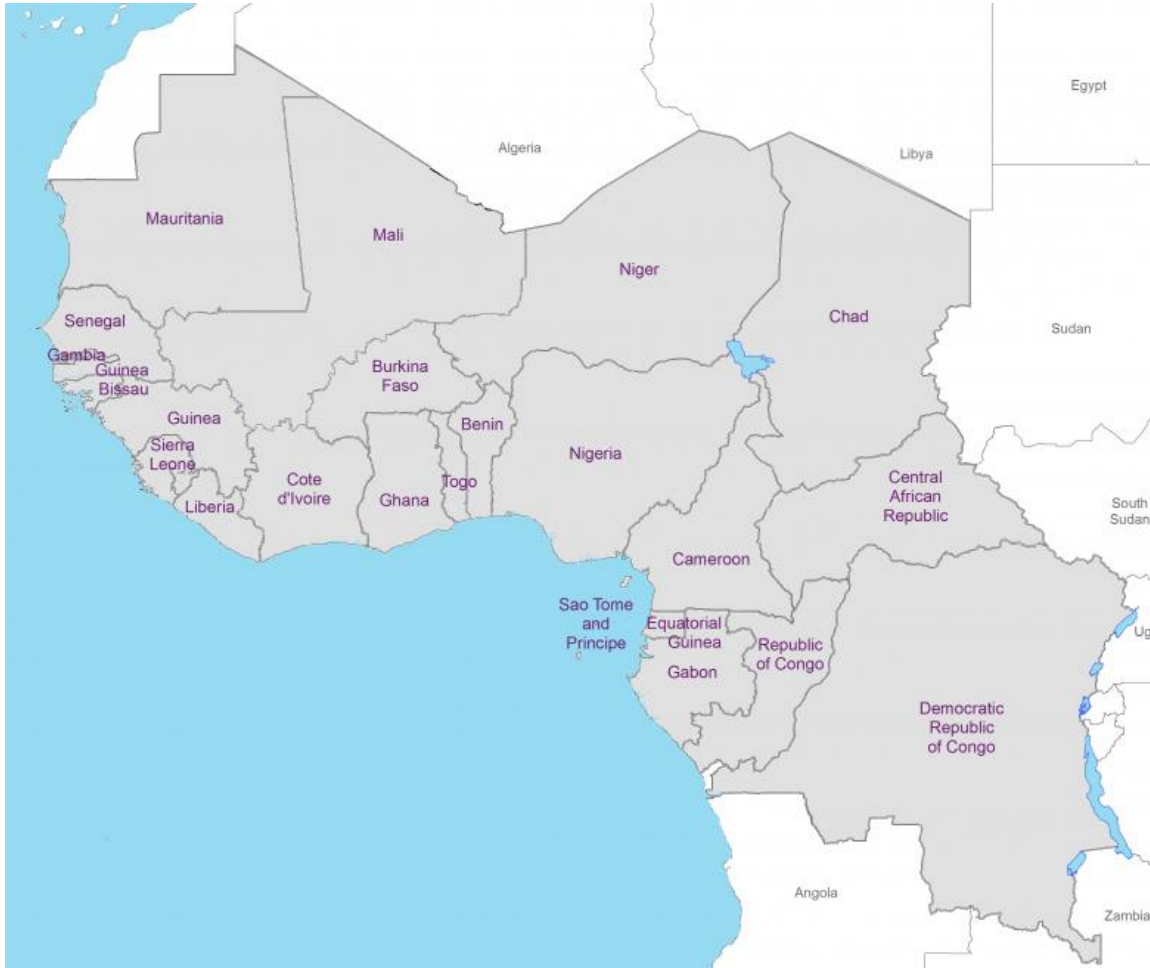 Egypt
Algeria
Libya
Mauritania
Mali
Niger
Chad
Senegal
Sudan
Gambia
Guinea
Bissau
Burkina
Faso
Guinea
Benin
Sierra
Leone
Nigeria
Cote
d'Ivoire
Ghana
Togo
Liberia
Central
African
Republic
South
Sudan
Cameroon
Sao Tome
and
Principe
Equatorial
Guinea
Republic
of Congo
Ug
Gabon
Democratic
Republic
of Congo
Angola
Zambia